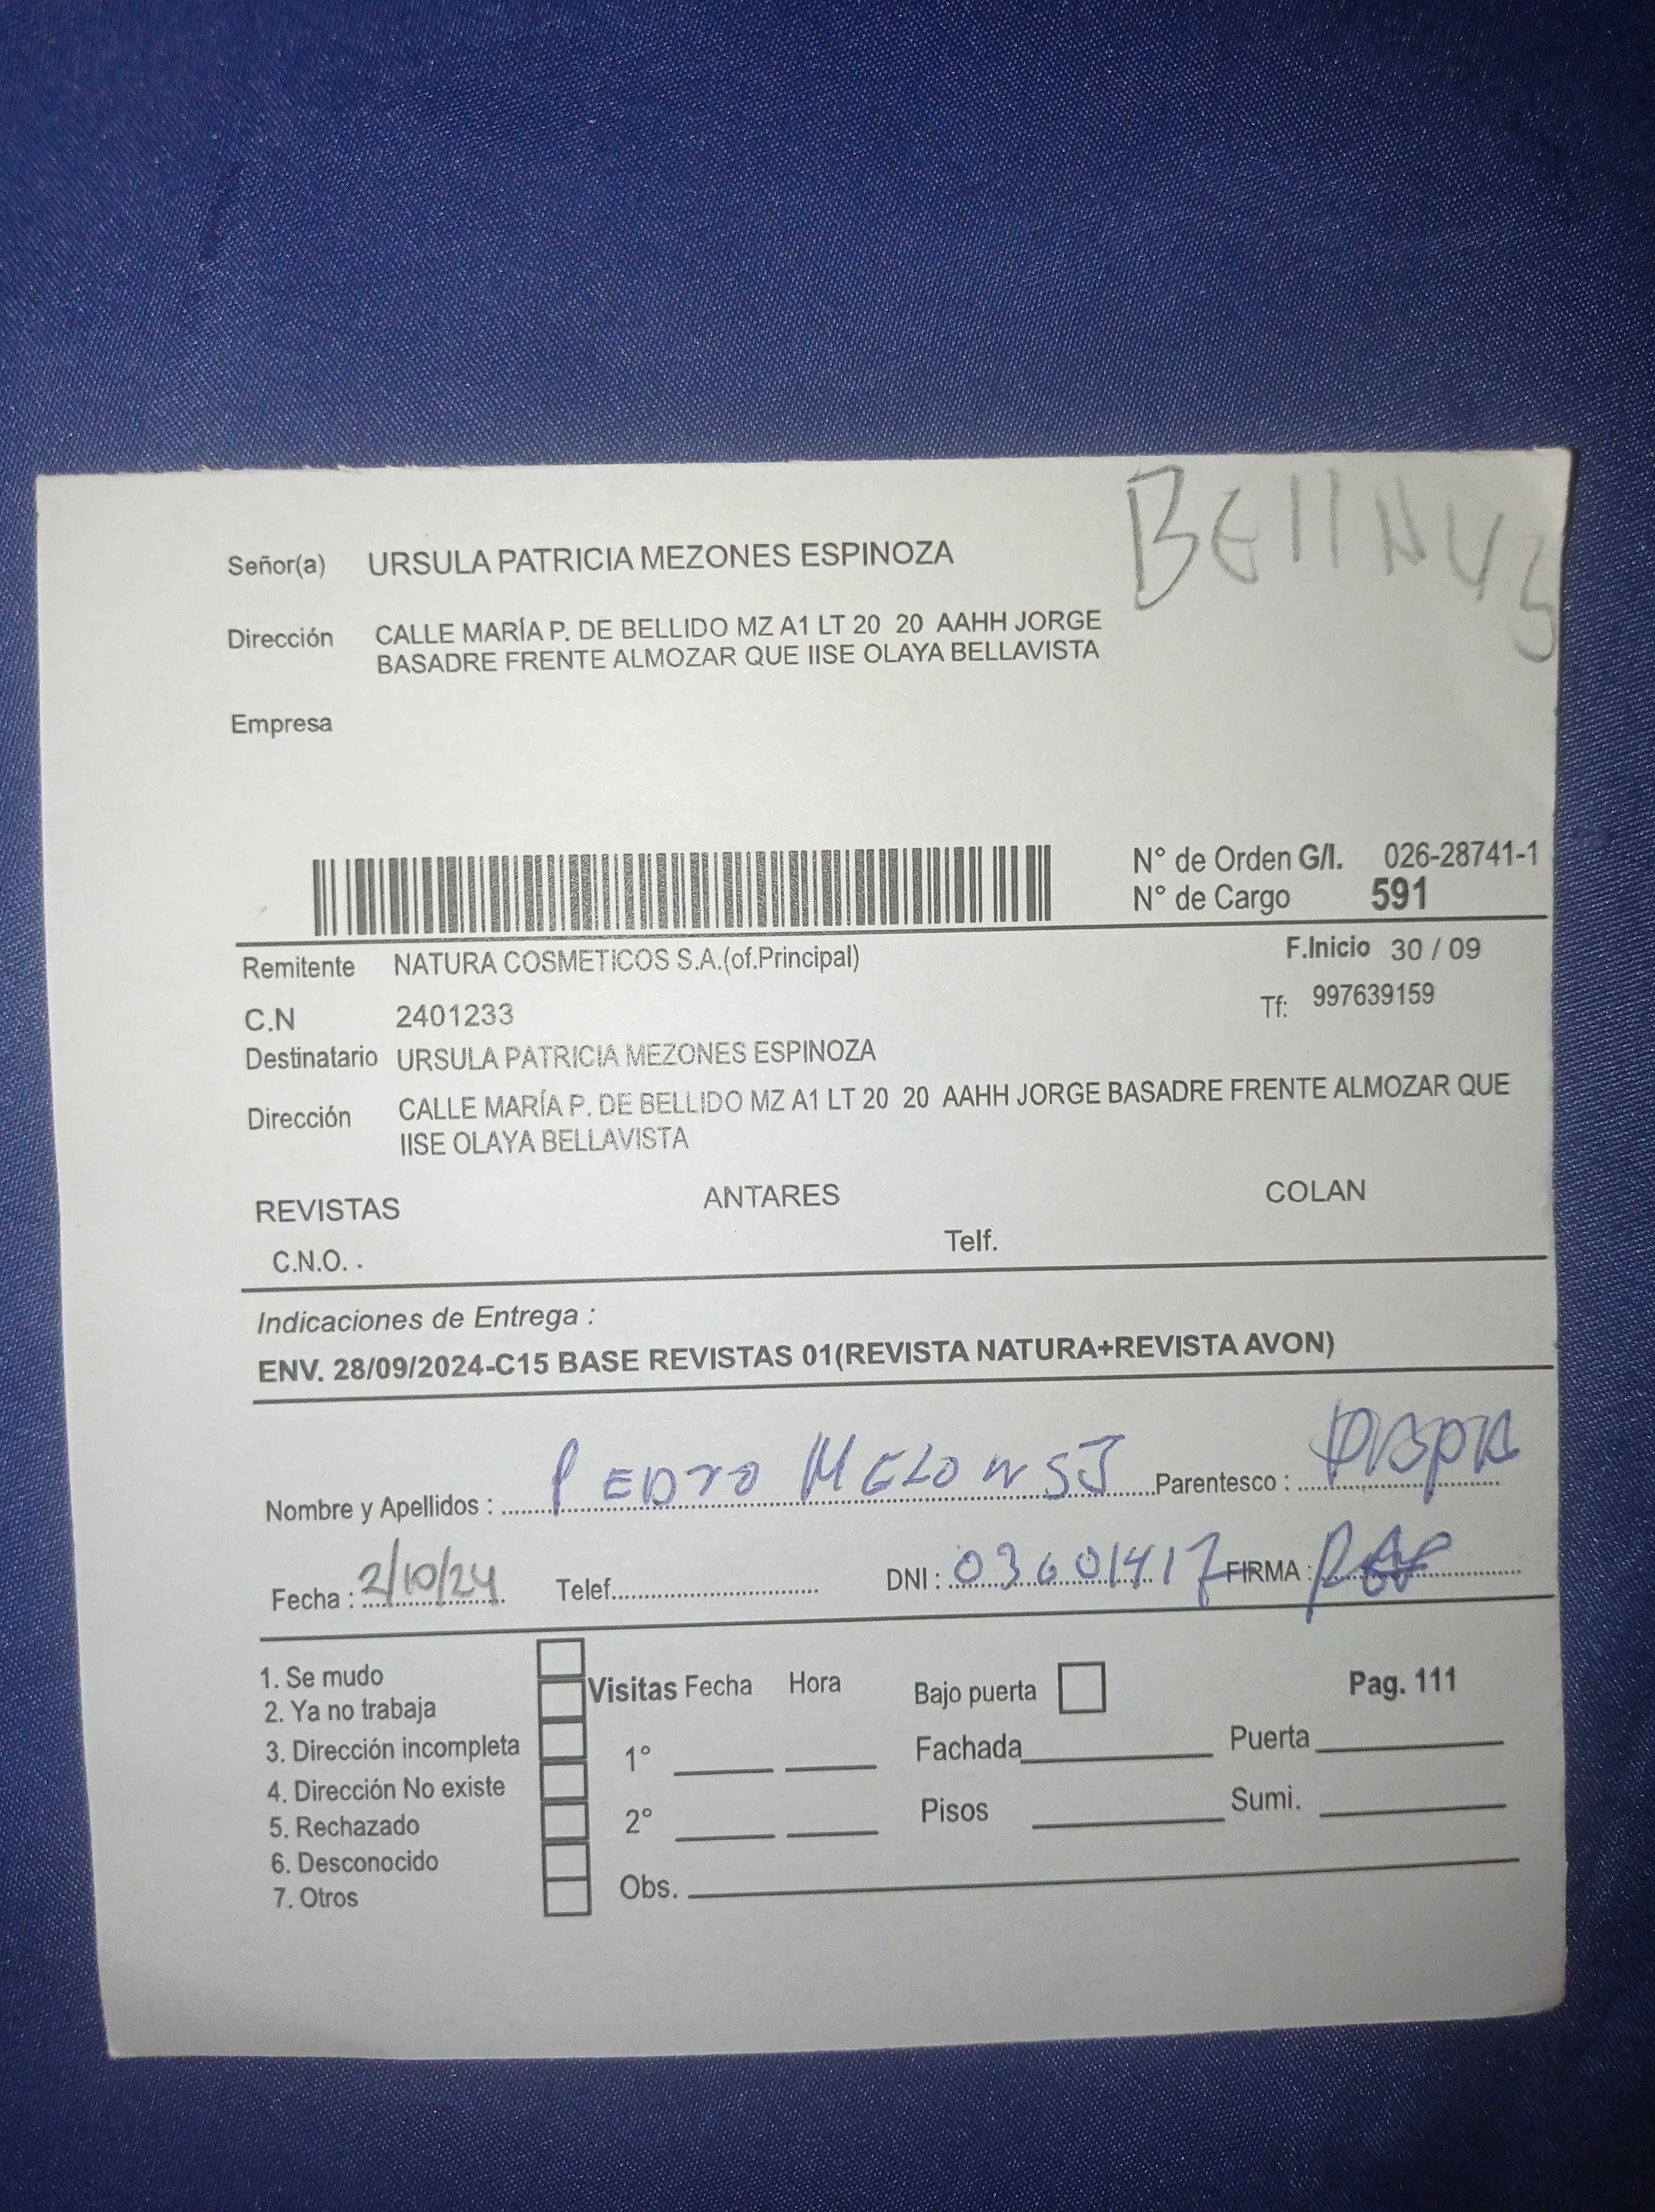 Señor(a) URSULA PATRICIA MEZONES ESPINOZA
Dirección CALLE MARÍA P. DE BELLIDO MZ A1 LT 20 20 AAHH JORGE
BASADRE FRENTE ALMOZAR QUE IISE OLAYA BELLAVISTA
Empresa
N° de Orden G/I. 026-28741-1
N° de Cargo 591
Remitente NATURA COSMETICOS S.A.(of.Principal) F.Inicio 30 / 09
C.N 2401233 Tf: 997639159
Destinatario URSULA PATRICIA MEZONES ESPINOZA
Dirección CALLE MARÍA P. DE BELLIDO MZ A1 LT 20 20 AAHH JORGE BASADRE FRENTE ALMOZAR QUE
IISE OLAYA BELLAVISTA
REVISTAS ANTARES COLAN
C.N.O. . Telf.
Indicaciones de Entrega :
ENV. 28/09/2024-C15 BASE REVISTAS 01(REVISTA NATURA+REVISTA AVON)
Nombre y Apellidos : PEDRO Parentesco : PAPA
Fecha : 2/10/24 Telef. DNI : 03601417 FIRMA :
1. Se mudo
2. Ya no trabaja
3. Dirección incompleta
4. Dirección No existe
5. Rechazado
6. Desconocido
7. Otros
Visitas Fecha Hora Bajo puerta Pag. 111
1° Fachada Puerta
2° Pisos Sumi.
Obs.